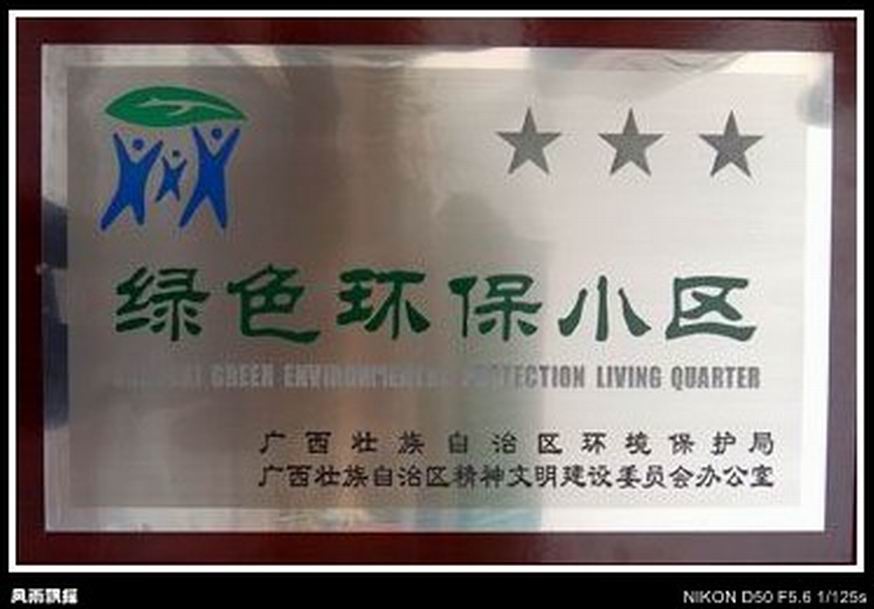 绿色环保小区
GREEN ENVIRONMENTAL PROTECTION LIVING QUARTER
广西壮族自治区环境保护局
广西壮族自治区精神文明建设委员会办公室
风雨飘摇
NIKON D50 F5.6 1/125s